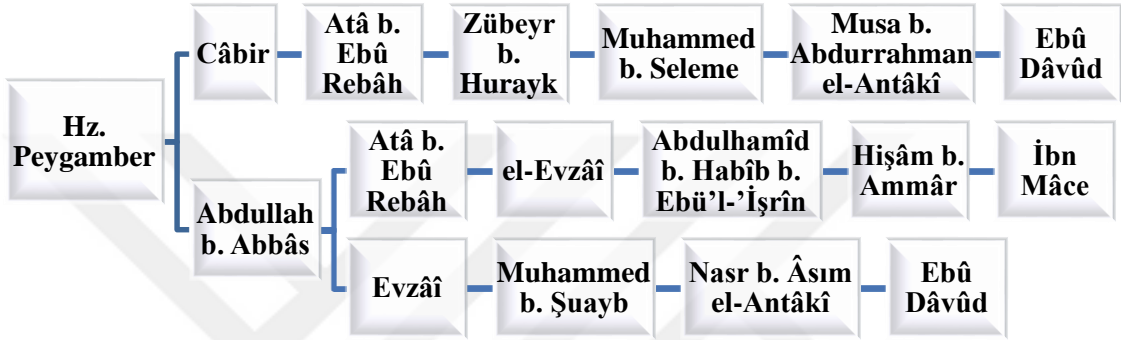 Hz.
Peygamber
Câbir
Atâ b.
Ebû
Rebâh
Zübeyr
b.
Hurayk
Muhammed
b. Seleme
Musa b.
Abdurrahman
el-Antâkî
Ebû
Dâvûd
Abdullah
b. Abbâs
Atâ b.
Ebû
Rebâh
el-Evzâî
Abdulhamîd
b. Habîb b.
Ebü’l-’İşrîn
Hişâm b.
Ammâr
İbn
Mâce
Evzâî
Muhammed
b. Şuayb
Nasr b. Âsım
el-Antâkî
Ebû
Dâvûd